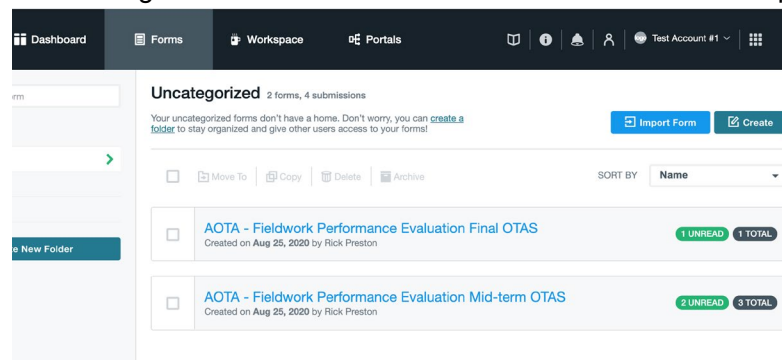 Dashboard
Forms
Workspace
Portals
Test Account #1
Uncategorized 2 forms, 4 submissions
Your uncategorized forms don't have a home. Don't worry, you can create a
folder to stay organized and give other users access to your forms!
Import Form
Create
Move To
Copy
Delete
Archive
SORT BY
Name
AOTA - Fieldwork Performance Evaluation Final OTAS
Created on Aug 25, 2020 by Rick Preston
1 UNREAD
1 TOTAL
New Folder
AOTA - Fieldwork Performance Evaluation Mid-term OTAS
Created on Aug 25, 2020 by Rick Preston
2 UNREAD
3 TOTAL